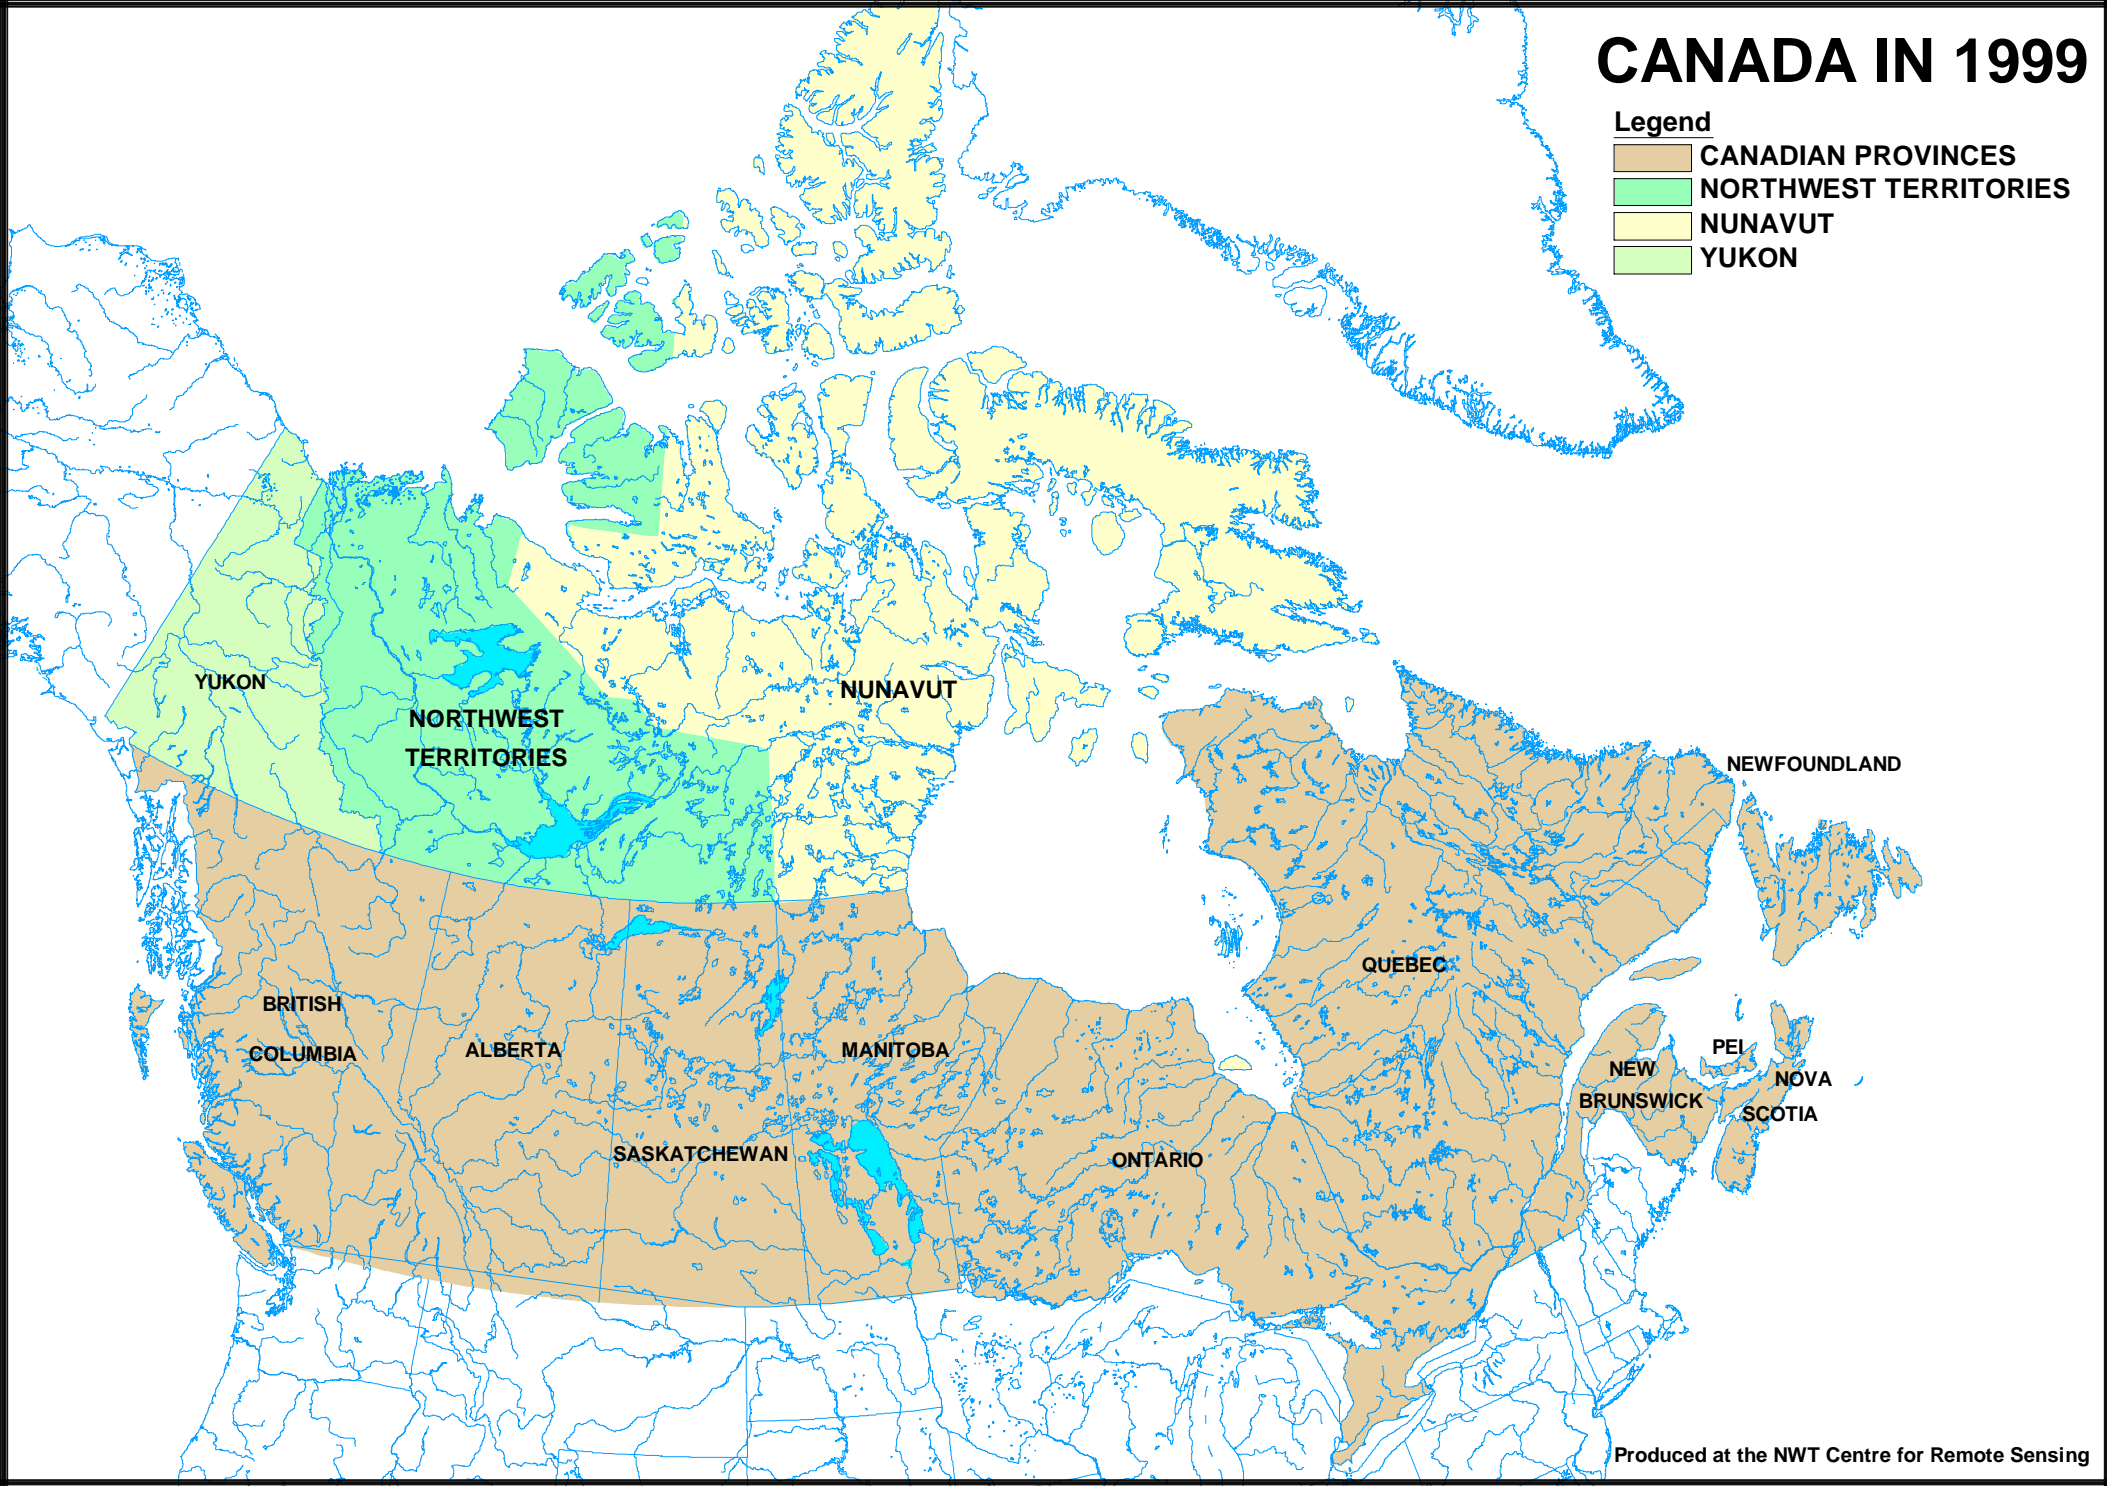 CANADA IN 1999
Legend
CANADIAN PROVINCES
NORTHWEST TERRITORIES
NUNAVUT
YUKON
YUKON
NORTHWEST
TERRITORIES
NUNAVUT
NEWFOUNDLAND
QUEBEC
BRITISH
COLUMBIA
ALBERTA
MANITOBA
SASKATCHEWAN
ONTARIO
PEI
NEW
BRUNSWICK
NOVA
SCOTIA
Produced at the NWT Centre for Remote Sensing